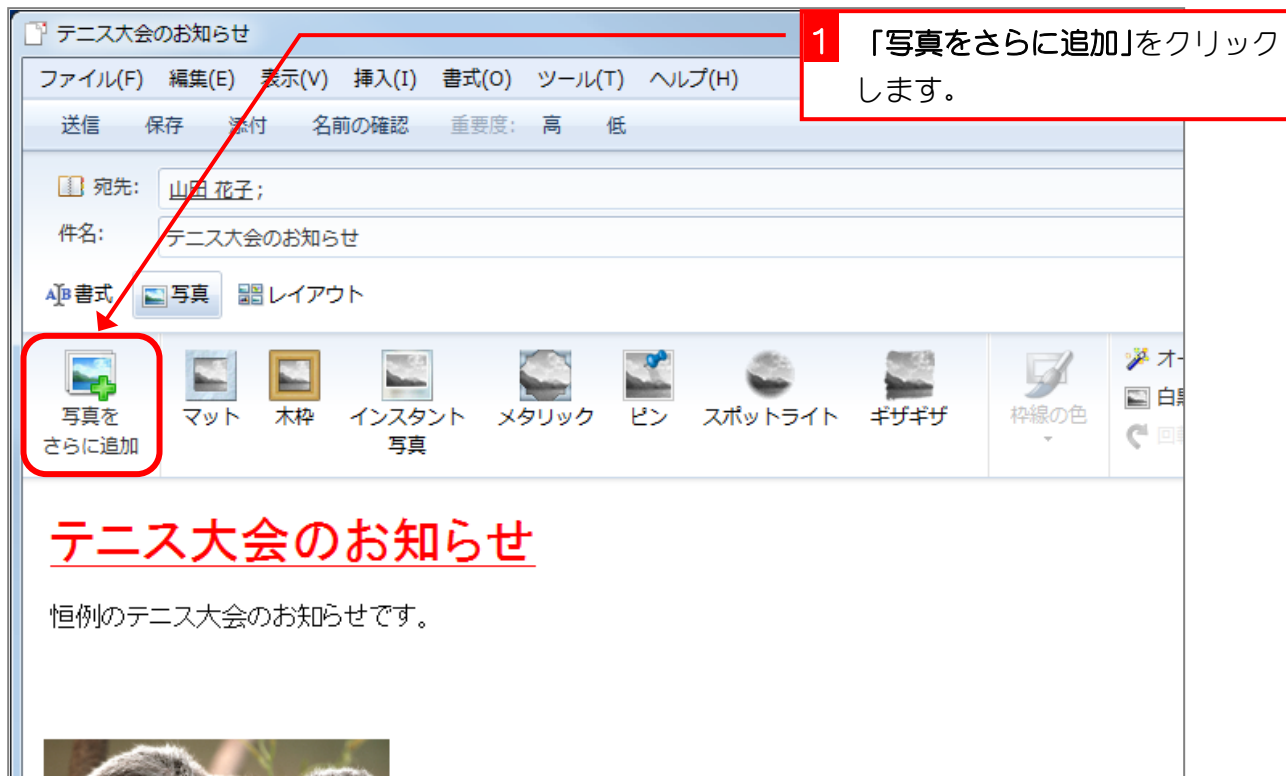 テニス大会のお知らせ
1 「写真をさらに追加」をクリック
します。
ファイル(F) 編集(E) 表示(V) 挿入(I) 書式(O) ツール(T) ヘルプ(H)
送信 保存 添付 名前の確認 重要度: 高 低
宛先: 山田 花子;
件名: テニス大会のお知らせ
書式 写真 レイアウト
写真を
さらに追加
マット 木枠 インスタント
写真
メタリック ピン スポットライト ギザギザ 枠線の色
オー
白黒
回転
テニス大会のお知らせ
恒例のテニス大会のお知らせです。